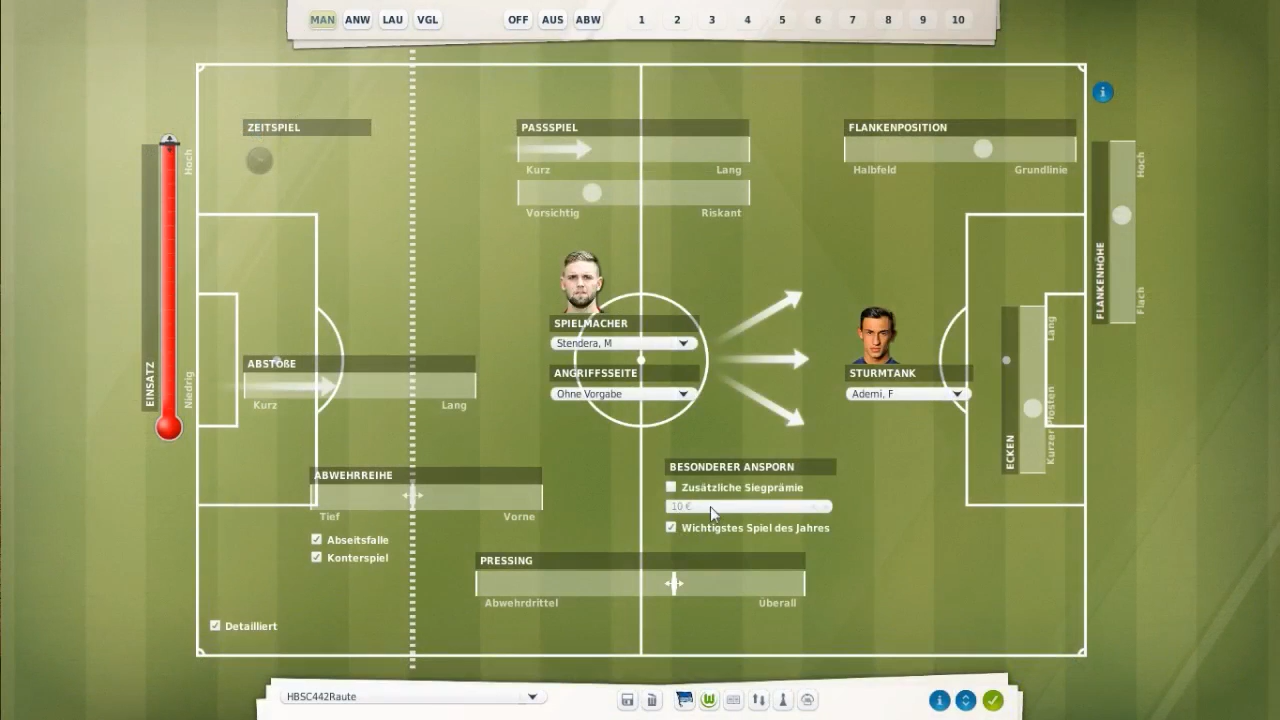 MAN ANW LAU VGL OFF AUS ABW 1 2 3 4 5 6 7 8 9 10
ZEITSPIEL
PASSSPIEL
Kurz Lang
Vorsichtig Riskant
FLANKENPOSITION
Halbfeld Grundlinie
EINSATZ
Hoch
Niedrig
FLANKENHÖHE
Hoch
Flach
SPIELMACHER
Stendera, M
ANGRIFFSSEITE
Ohne Vorgabe
STURMTANK
Ademi, F
ABSTÖßE
Kurz Lang
ECKEN
Lang
Kurzer Pfosten
ABWEHRREIHE
Tief Vorne
Abseitsfalle
Konterspiel
BESONDERER ANSPORN
Zusätzliche Siegprämie
10 €
Wichtigstes Spiel des Jahres
PRESSING
Abwehrdrittel Überall
Detailliert
HBSC442Raute